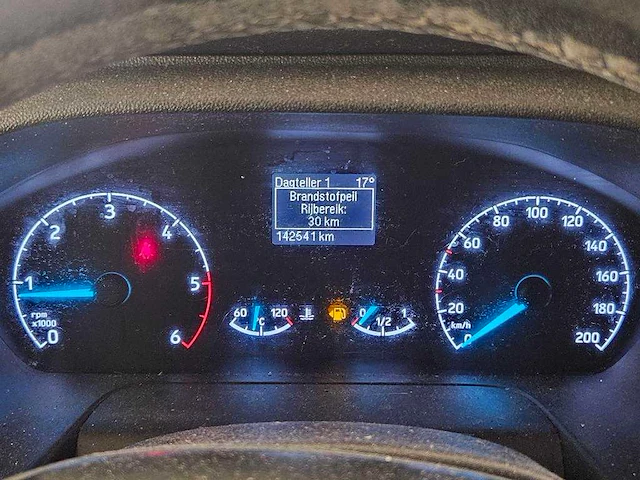 Dagteller 1 17°
Brandstofpeil
Rijbereik:
30 km
142541 km
0 1 2 3 4 5 6
rpm
x1000
60 120
°C
0 1/2 1
0 20 40 60 80 100 120 140 160 180 200
km/h